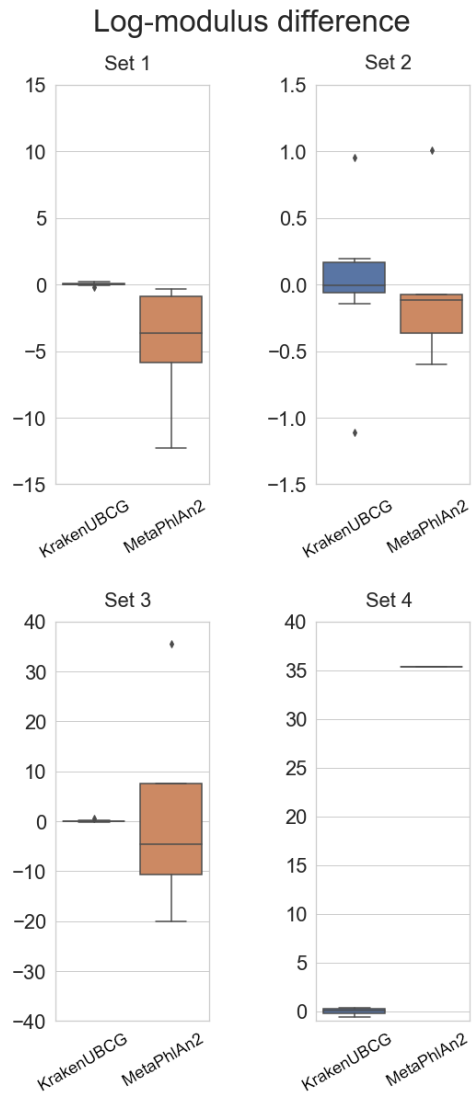 Log-modulus difference
Set 1
15
10
5
0
−5
−10
−15
KrakenUBCG
MetaPhlAn2
Set 2
1.5
1.0
0.5
0.0
−0.5
−1.0
−1.5
KrakenUBCG
MetaPhlAn2
Set 3
40
30
20
10
0
−10
−20
−30
−40
KrakenUBCG
MetaPhlAn2
Set 4
40
35
30
25
20
15
10
5
0
KrakenUBCG
MetaPhlAn2